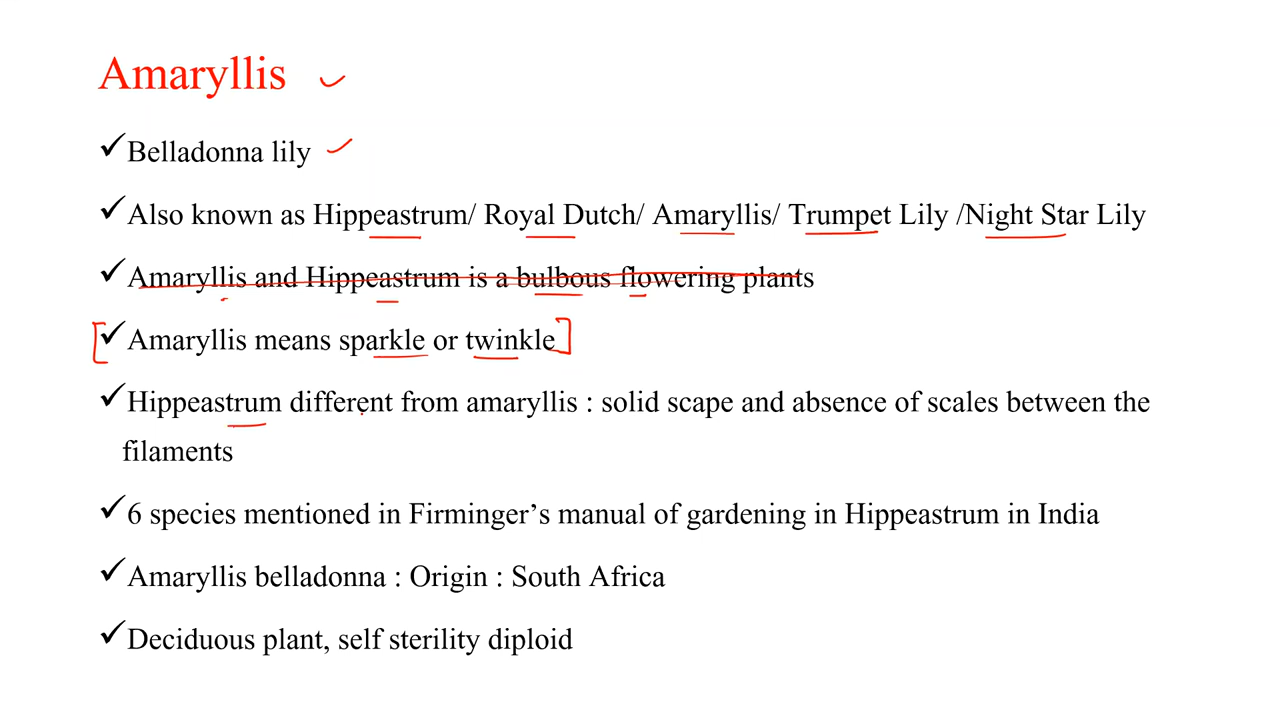 Amaryllis
✓Belladonna lily
✓Also known as Hippeastrum/ Royal Dutch/ Amaryllis/ Trumpet Lily /Night Star Lily
✓Amaryllis and Hippeastrum is a bulbous flowering plants
✓Amaryllis means sparkle or twinkle
✓Hippeastrum different from amaryllis : solid scape and absence of scales between the
filaments
✓6 species mentioned in Firminger’s manual of gardening in Hippeastrum in India
✓Amaryllis belladonna : Origin : South Africa
✓Deciduous plant, self sterility diploid